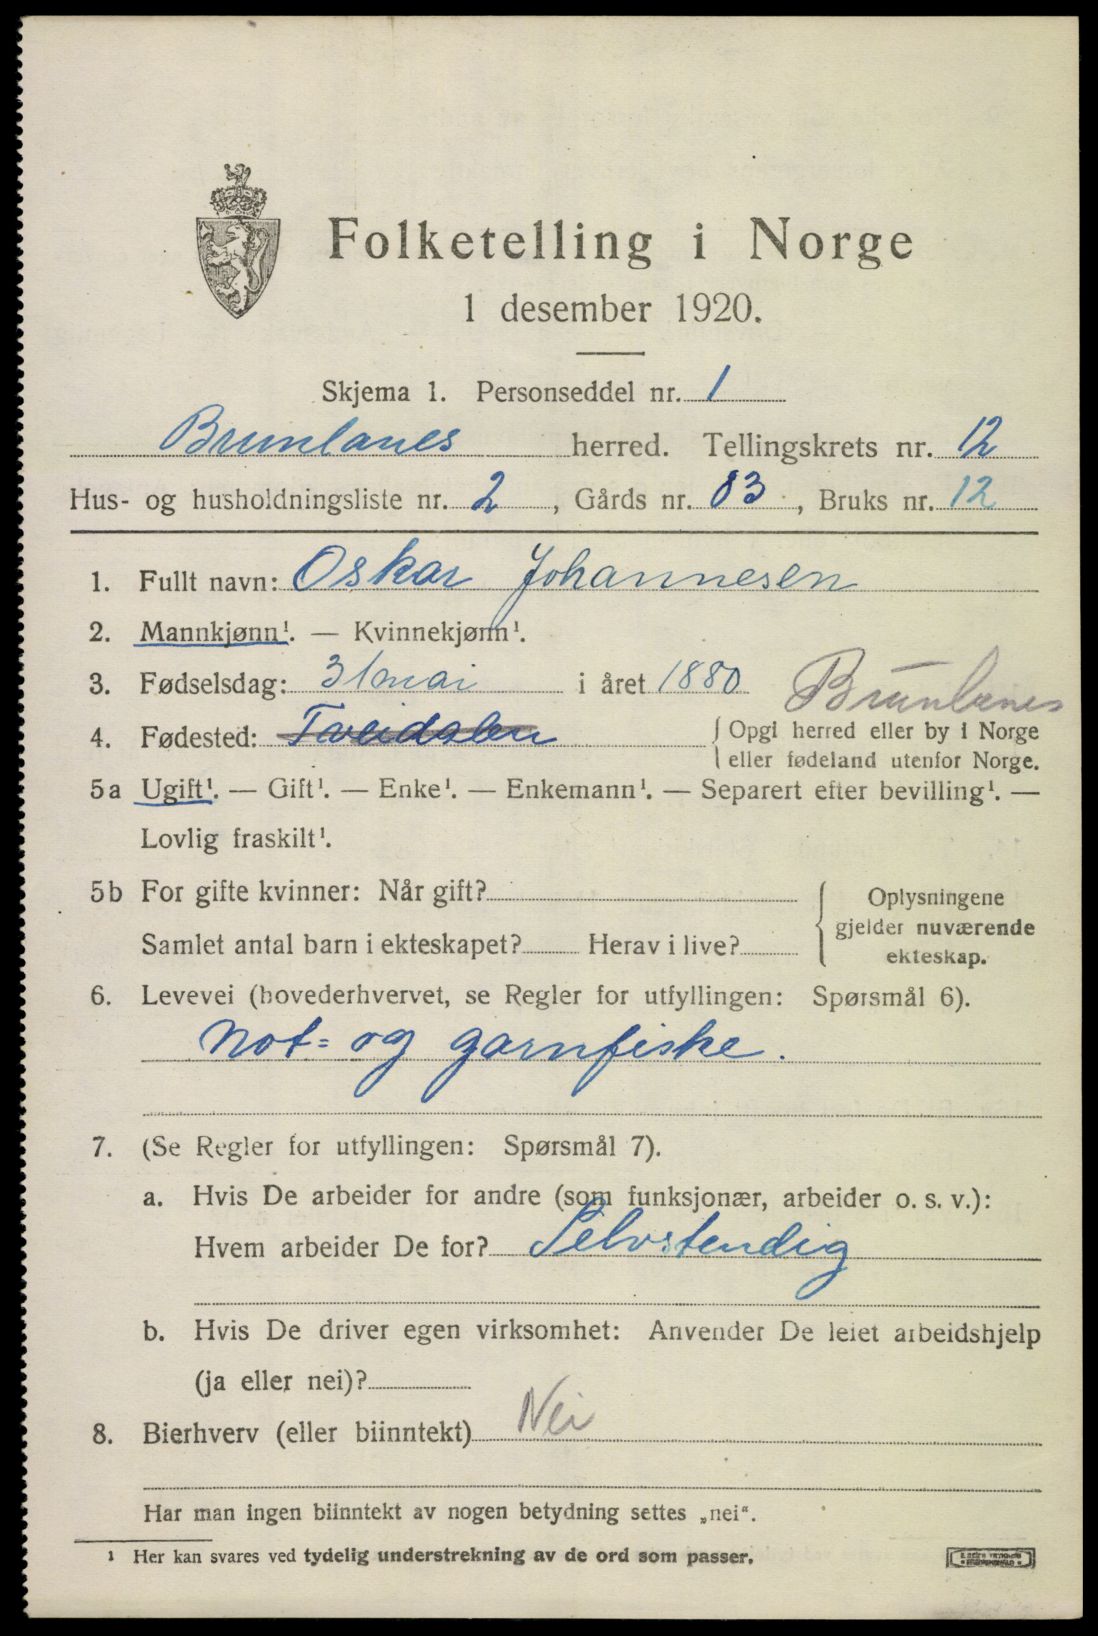 Folketelling i Norge
1 desember 1920.
Skjema 1. Personseddel nr. 1
Brunlanes herred. Tellingskrets nr. 12
Hus- og husholdningsliste nr. 2, Gårds nr. 83, Bruks nr. 12
1. Fullt navn: Oskar Johannesen
2. Mannkjønn¹. — Kvinnekjønn¹.
3. Fødselsdag: 31 mai i året 1880
Brunlanes
4. Fødested: Tveidalen { Opgi herred eller by i Norge
eller fødeland utenfor Norge.
5a Ugift¹. — Gift¹. — Enke¹. — Enkemann¹. — Separert efter bevilling¹. —
Lovlig fraskilt¹.
5b For gifte kvinner: Når gift?
Samlet antal barn i ekteskapet? Herav i live?
{ Oplysningene
gjelder nuværende
ekteskap.
6. Levevei (hovederhvervet, se Regler for utfyllingen: Spørsmål 6).
Not= og garnfiske.
7. (Se Regler for utfyllingen: Spørsmål 7).
a. Hvis De arbeider for andre (som funksjonær, arbeider o. s. v.):
Hvem arbeider De for? Selvstendig
b. Hvis De driver egen virksomhet: Anvender De leiet arbeidshjelp
(ja eller nei)?
8. Bierhverv (eller biinntekt) Nei
Har man ingen biinntekt av nogen betydning settes „nei“.
¹ Her kan svares ved tydelig understrekning av de ord som passer.